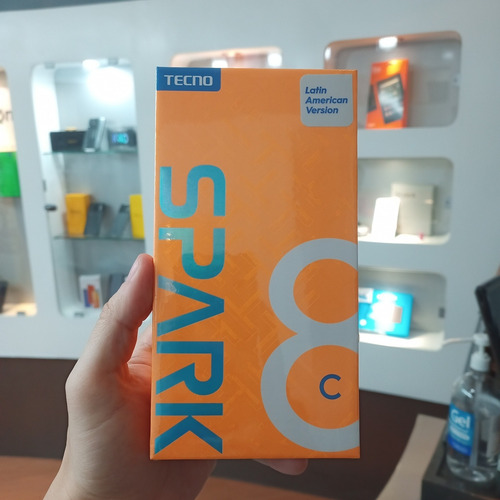 TECNO
Latin
American
Version
SPARK
8
C
Gel